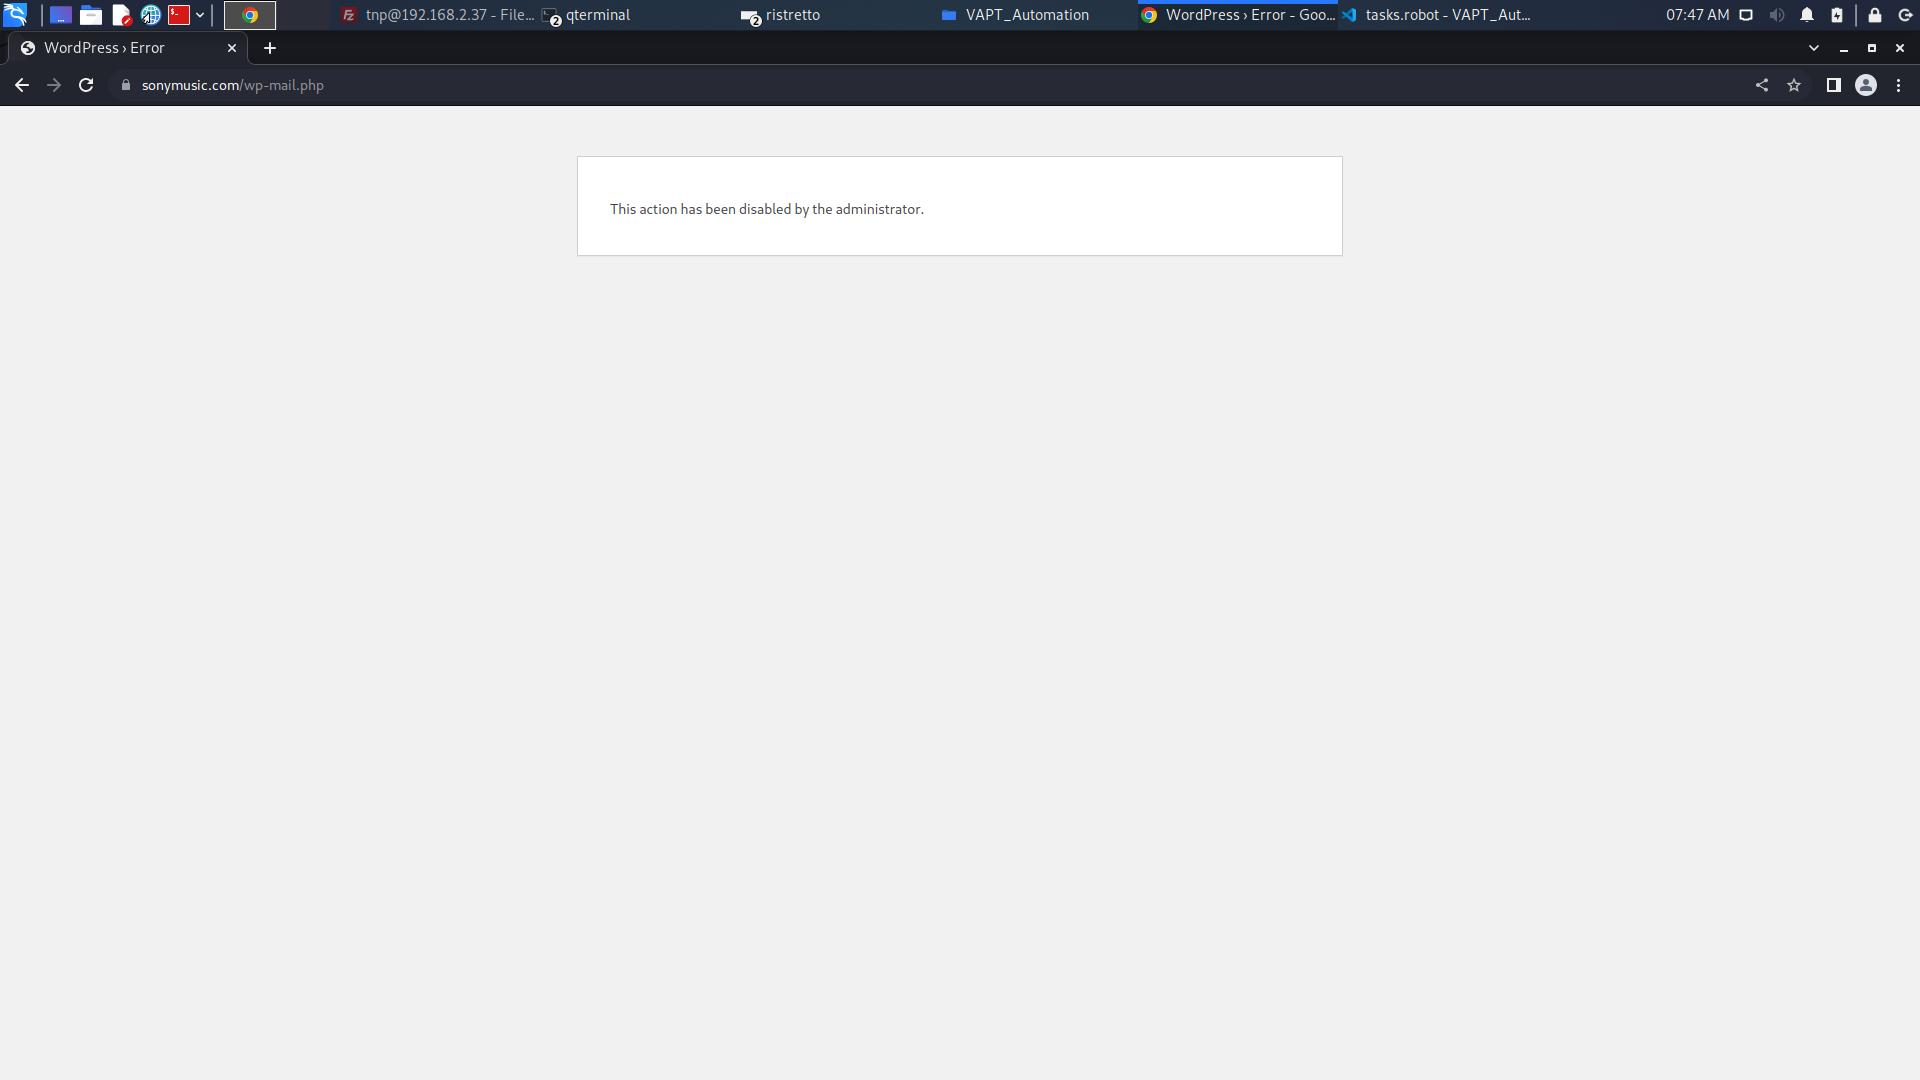 tnp@192.168.2.37 - File...
2 qterminal
2 ristretto
VAPT_Automation
WordPress › Error - Goo...
tasks.robot - VAPT_Aut...
07:47 AM
WordPress › Error
sonymusic.com/wp-mail.php
This action has been disabled by the administrator.